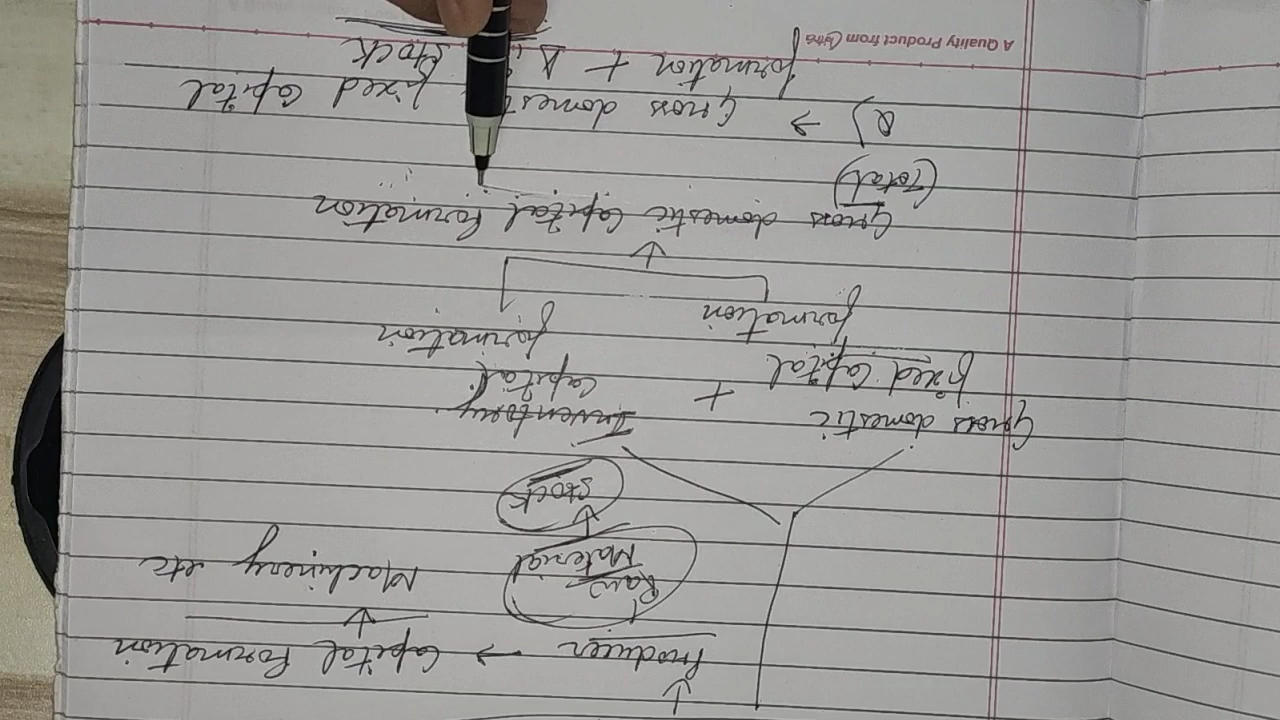 Producer → Capital Formation
↓
Raw Material
Machinery etc
↓
Stock
Gross domestic + Inventory
fixed capital capital
formation formation
↓
Gross domestic Capital Formation
(Total)
Q) → Gross fixed capital
formation + Δ Stock
A Quality Product from